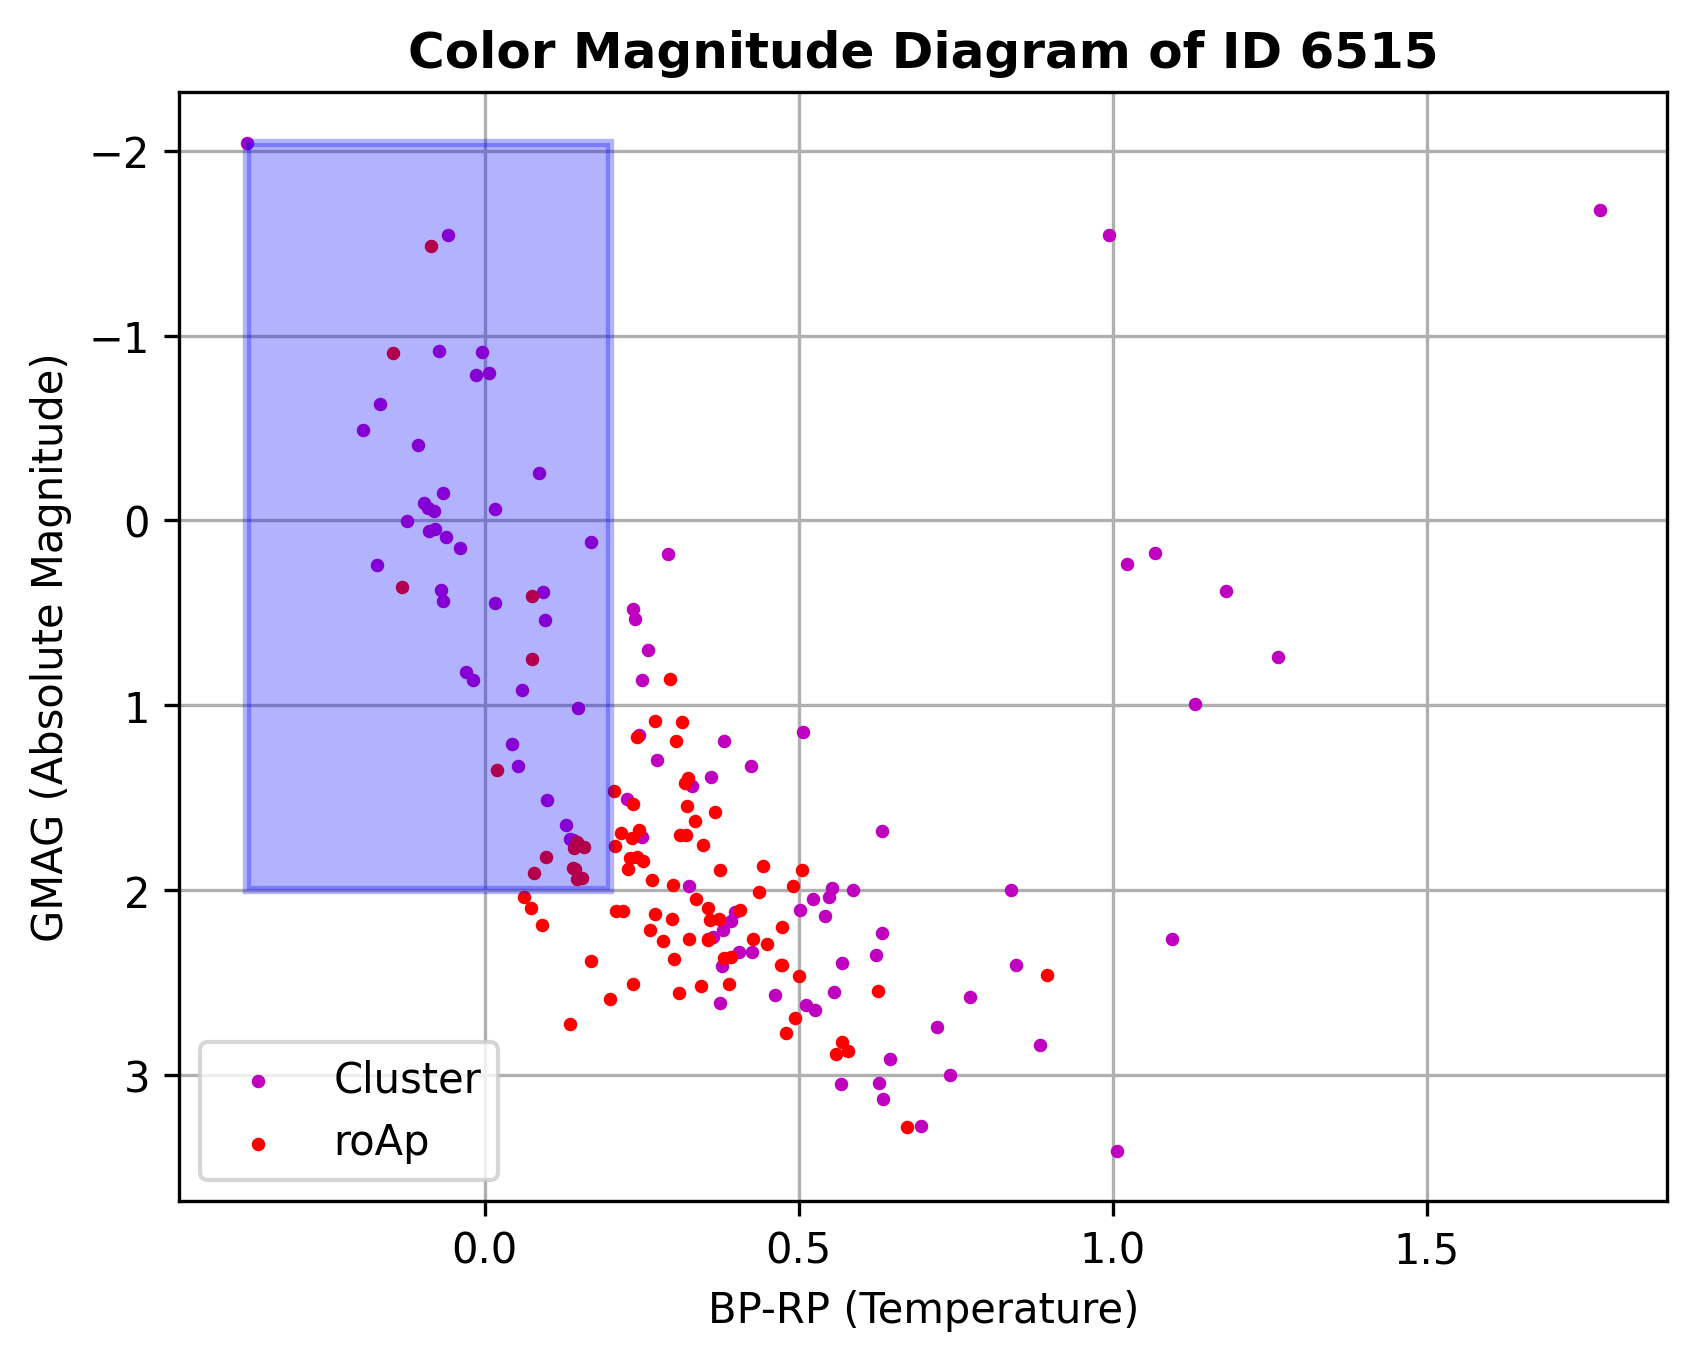 Color Magnitude Diagram of ID 6515
GMAG (Absolute Magnitude)
−2
−1
0
1
2
3
Cluster
roAp
0.0 0.5 1.0 1.5
BP-RP (Temperature)